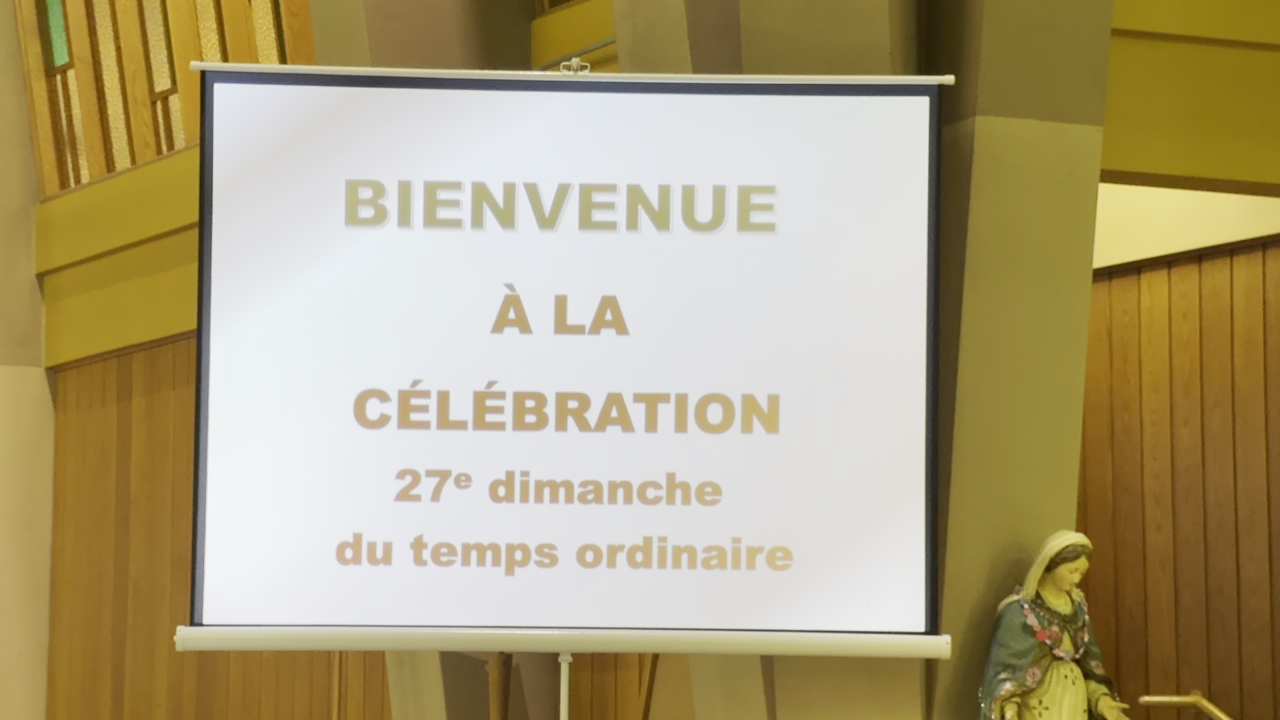 BIENVENUE
À LA
CÉLÉBRATION
27e dimanche
du temps ordinaire